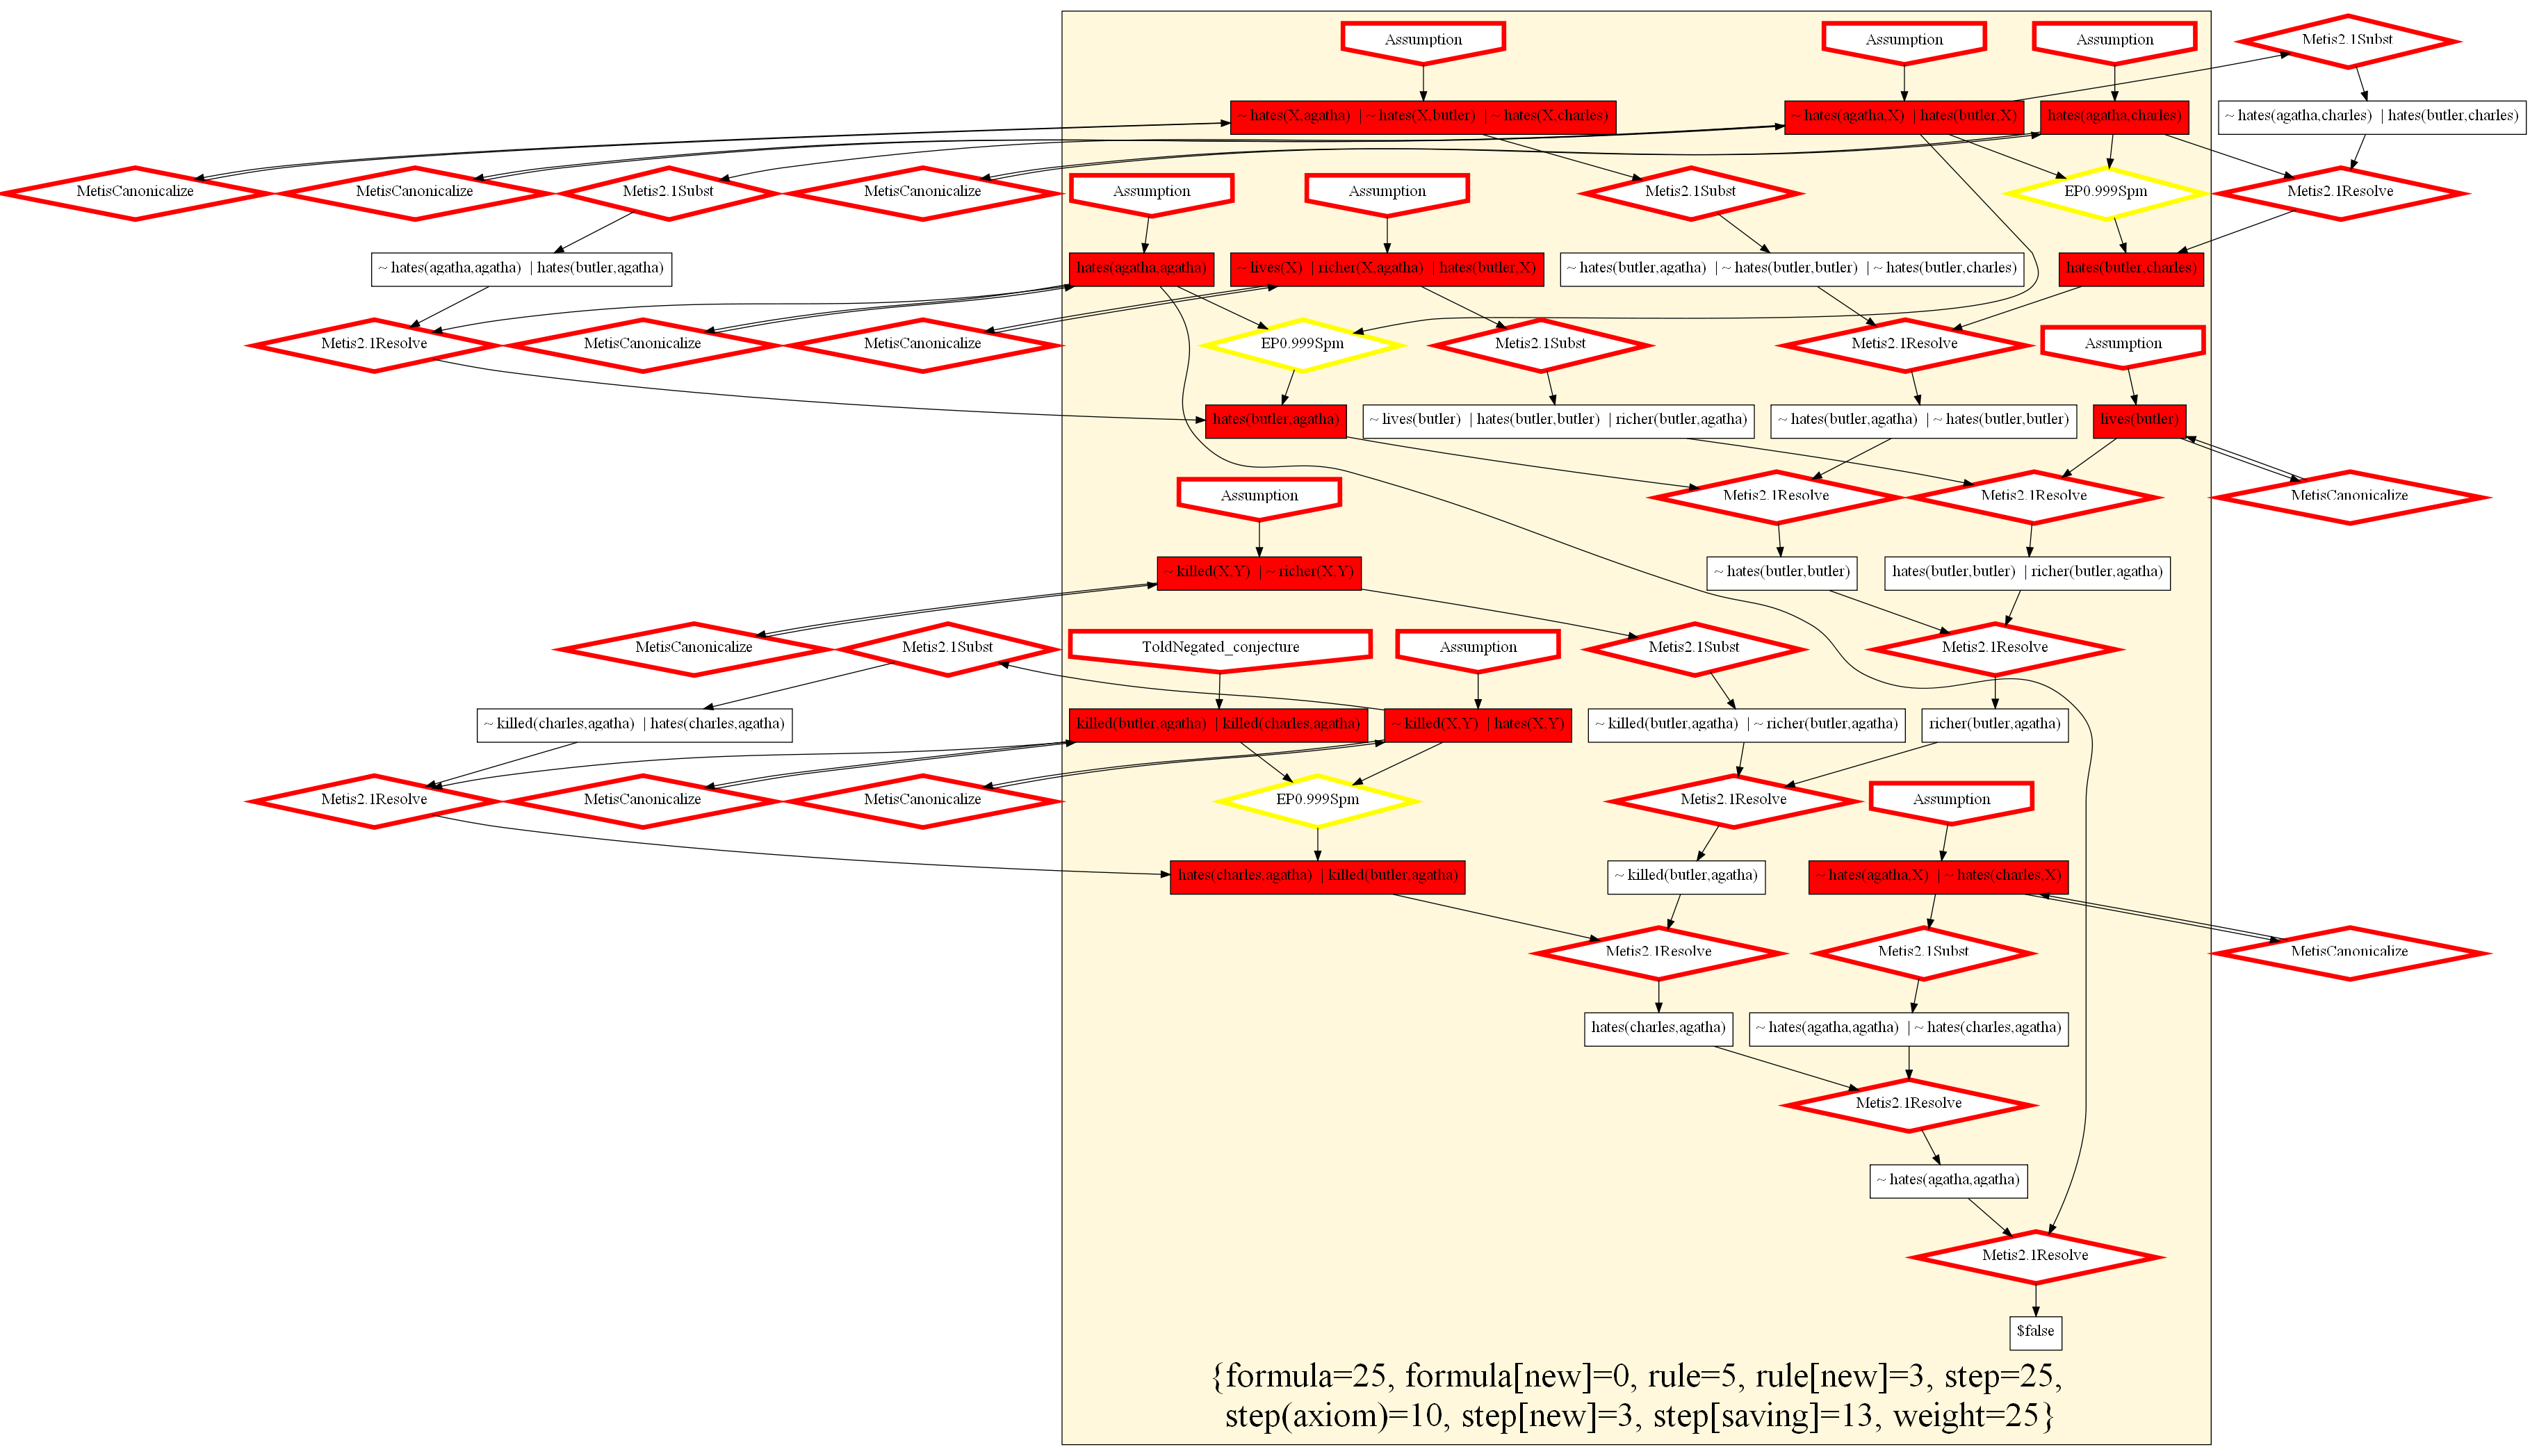 Assumption
Assumption
Assumption
Metis2.1Subst
~ hates(X,agatha) | ~ hates(X,butler) | ~ hates(X,charles)
~ hates(agatha,X) | hates(butler,X)
hates(agatha,charles)
~ hates(agatha,charles) | hates(butler,charles)
MetisCanonicalize
MetisCanonicalize
Metis2.1Subst
MetisCanonicalize
Assumption
Assumption
Metis2.1Subst
EP0.999Spm
Metis2.1Resolve
~ hates(agatha,agatha) | hates(butler,agatha)
hates(agatha,agatha)
~ lives(X) | richer(X,agatha) | hates(butler,X)
~ hates(butler,agatha) | ~ hates(butler,butler) | ~ hates(butler,charles)
hates(butler,charles)
Metis2.1Resolve
MetisCanonicalize
MetisCanonicalize
EP0.999Spm
Metis2.1Subst
Metis2.1Resolve
Assumption
hates(butler,agatha)
~ lives(butler) | hates(butler,butler) | richer(butler,agatha)
~ hates(butler,agatha) | ~ hates(butler,butler)
lives(butler)
Assumption
Metis2.1Resolve
Metis2.1Resolve
MetisCanonicalize
~ killed(X,Y) | ~ richer(X,Y)
~ hates(butler,butler)
hates(butler,butler) | richer(butler,agatha)
MetisCanonicalize
Metis2.1Subst
ToldNegated_conjecture
Assumption
Metis2.1Subst
Metis2.1Resolve
~ killed(charles,agatha) | hates(charles,agatha)
killed(butler,agatha) | killed(charles,agatha)
~ killed(X,Y) | hates(X,Y)
~ killed(butler,agatha) | ~ richer(butler,agatha)
richer(butler,agatha)
Metis2.1Resolve
MetisCanonicalize
MetisCanonicalize
EP0.999Spm
Metis2.1Resolve
Assumption
hates(charles,agatha) | killed(butler,agatha)
~ killed(butler,agatha)
~ hates(agatha,X) | ~ hates(charles,X)
Metis2.1Resolve
Metis2.1Subst
MetisCanonicalize
hates(charles,agatha)
~ hates(agatha,agatha) | ~ hates(charles,agatha)
Metis2.1Resolve
~ hates(agatha,agatha)
Metis2.1Resolve
$false
{formula=25, formula[new]=0, rule=5, rule[new]=3, step=25,
step(axiom)=10, step[new]=3, step[saving]=13, weight=25}